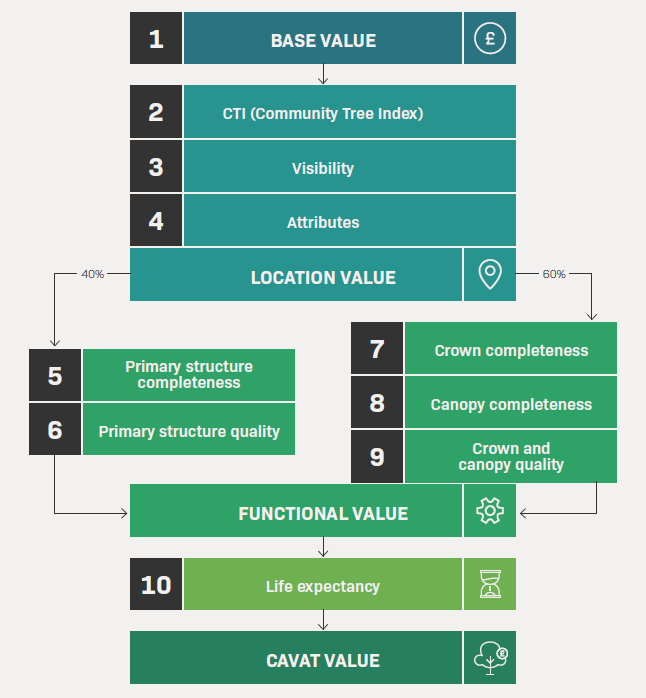 1
BASE VALUE
£
2
CTI (Community Tree Index)
3
Visibility
4
Attributes
LOCATION VALUE
40%
60%
5
Primary structure
completeness
6
Primary structure quality
7
Crown completeness
8
Canopy completeness
9
Crown and
canopy quality
FUNCTIONAL VALUE
10
Life expectancy
CAVAT VALUE
£